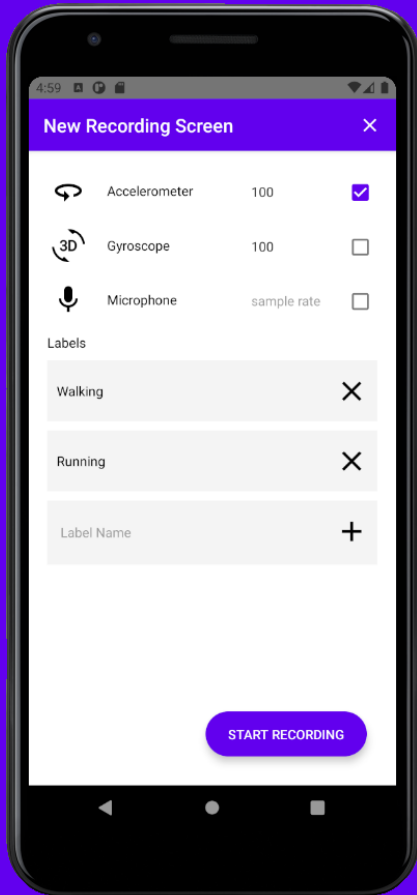 4:59
New Recording Screen
Accelerometer 100
3D Gyroscope 100
Microphone sample rate
Labels
Walking
Running
Label Name
START RECORDING